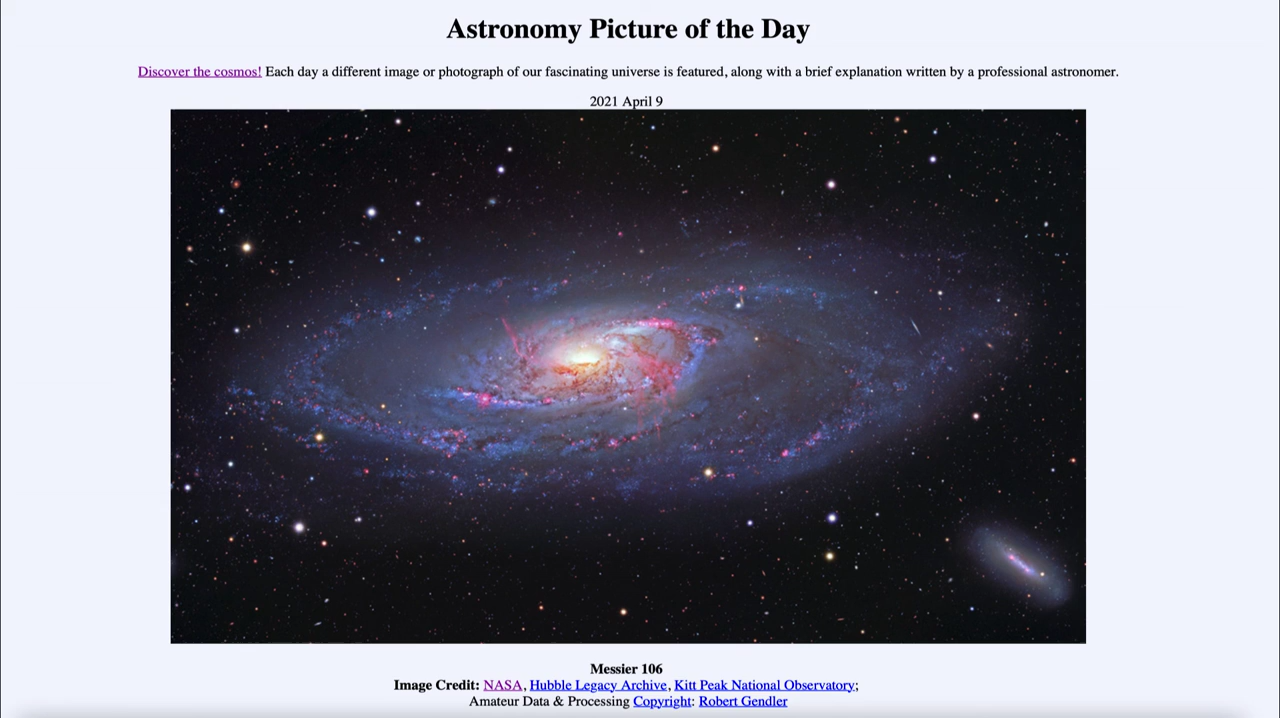 Astronomy Picture of the Day
Discover the cosmos! Each day a different image or photograph of our fascinating universe is featured, along with a brief explanation written by a professional astronomer.
2021 April 9
Messier 106
Image Credit: NASA, Hubble Legacy Archive, Kitt Peak National Observatory;
Amateur Data & Processing Copyright: Robert Gendler